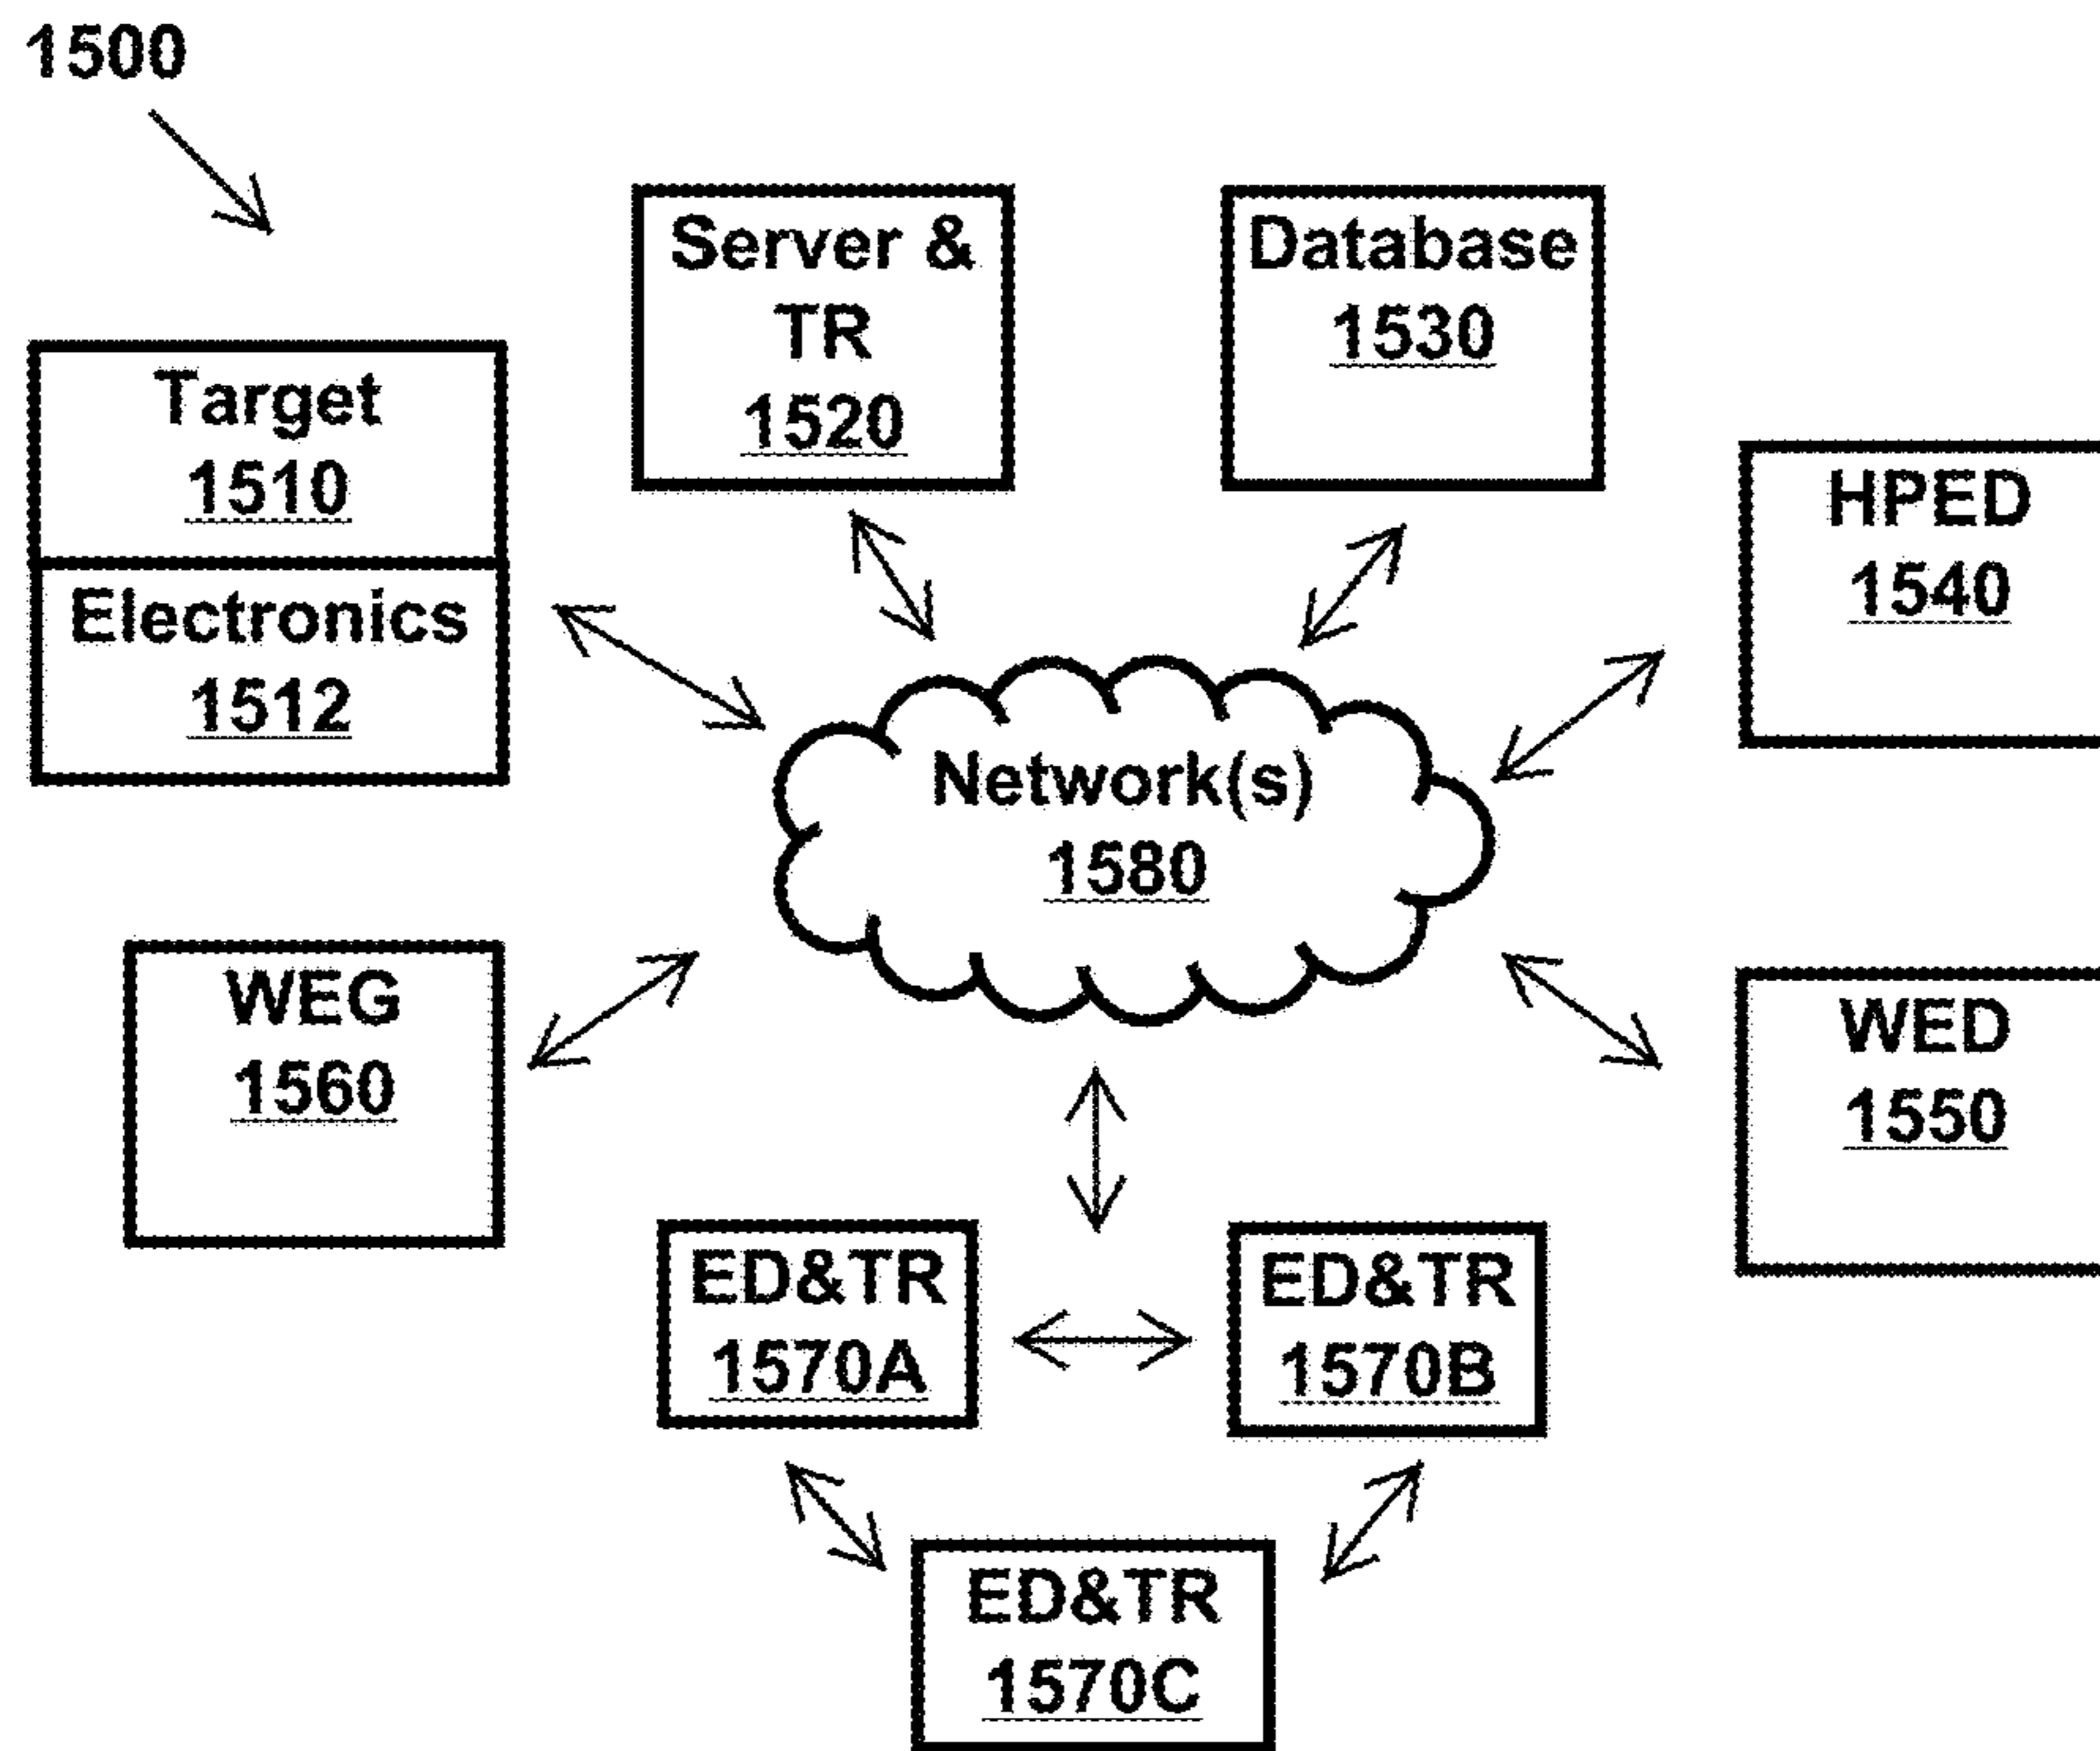 1500
Server &
TR
1520
Database
1530
Target
1510
Electronics
1512
HPED
1540
Network(s)
1580
WEG
1560
WED
1550
ED&TR
1570A
ED&TR
1570B
ED&TR
1570C